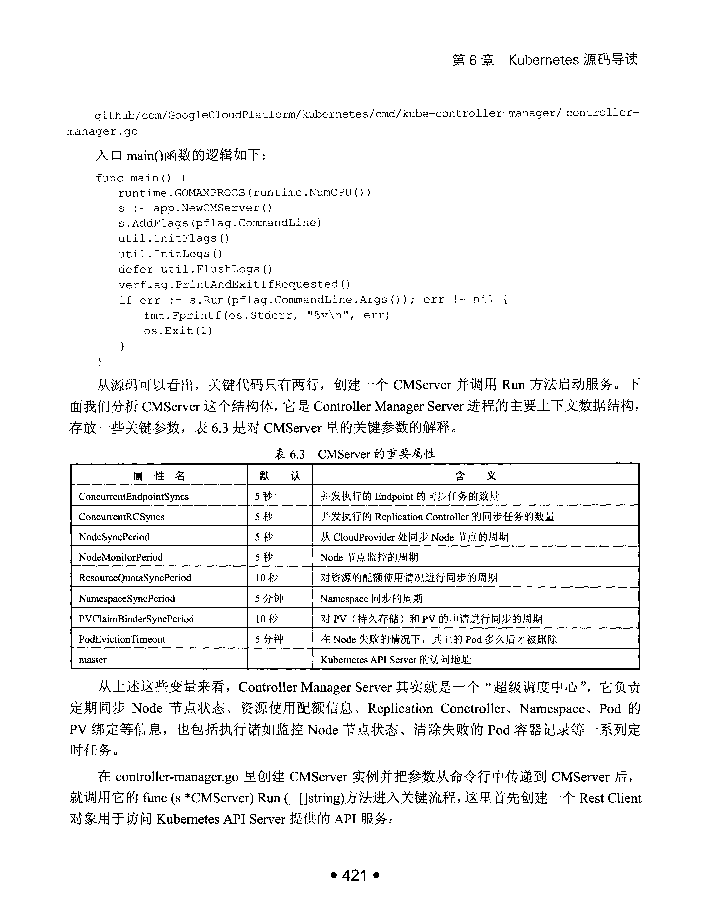 第 6 章 Kubernetes 源码导读
github/com/GoogleCloudPlatform/kubernetes/cmd/kube-controller-manager/controller-
manager.go
入口 main()函数的逻辑如下：
func main() {
runtime.GOMAXPROCS(runtime.NumCPU())
s := app.NewCMServer()
s.AddFlags(pflag.CommandLine)
util.InitFlags()
util.InitLogs()
defer util.FlushLogs()
verflag.PrintAndExitIfRequested()
if err := s.Run(pflag.CommandLine.Args()); err != nil {
fmt.Fprintf(os.Stderr, "%v\n", err)
os.Exit(1)
}
}
从源码可以看出，关键代码只有两行，创建一个 CMServer 并调用 Run 方法启动服务。下
面我们分析 CMServer 这个结构体，它是 Controller Manager Server 进程的主要上下文数据结构，
存放一些关键参数，表 6.3 是对 CMServer 里的关键参数的解释。
表 6.3 CMServer 的重要属性
属 性 名 默 认 含 义
ConcurrentEndpointSyncs 5 秒 并发执行的 Endpoint 的同步任务的数量
ConcurrentRCSyncs 5 秒 并发执行的 Replication Controller 的同步任务的数量
NodeSyncPeriod 5 秒 从 CloudProvider 处同步 Node 节点的周期
NodeMonitorPeriod 5 秒 Node 节点监控的周期
ResourceQuotaSyncPeriod 10 秒 对资源的配额使用情况进行同步的周期
NamespaceSyncPeriod 5 分钟 Namespace 同步的周期
PVClaimBinderSyncPeriod 10 秒 对 PV（持久存储）和 PV 的申请进行同步的周期
PodEvictionTimeout 5 分钟 在 Node 失败的情况下，其上的 Pod 多久后才被删除
master Kubernetes API Server 的访问地址
从上述这些变量来看，Controller Manager Server 其实就是一个“超级调度中心”，它负责
定期同步 Node 节点状态、资源使用配额信息、Replication Conctroller、Namespace、Pod 的
PV 绑定等信息，也包括执行诸如监控 Node 节点状态、清除失败的 Pod 容器记录等一系列定
时任务。
在 controller-manager.go 里创建 CMServer 实例并把参数从命令行中传递到 CMServer 后，
就调用它的 func (s *CMServer) Run (_ []string)方法进入关键流程，这里首先创建一个 Rest Client
对象用于访问 Kubernetes API Server 提供的 API 服务：
• 421 •